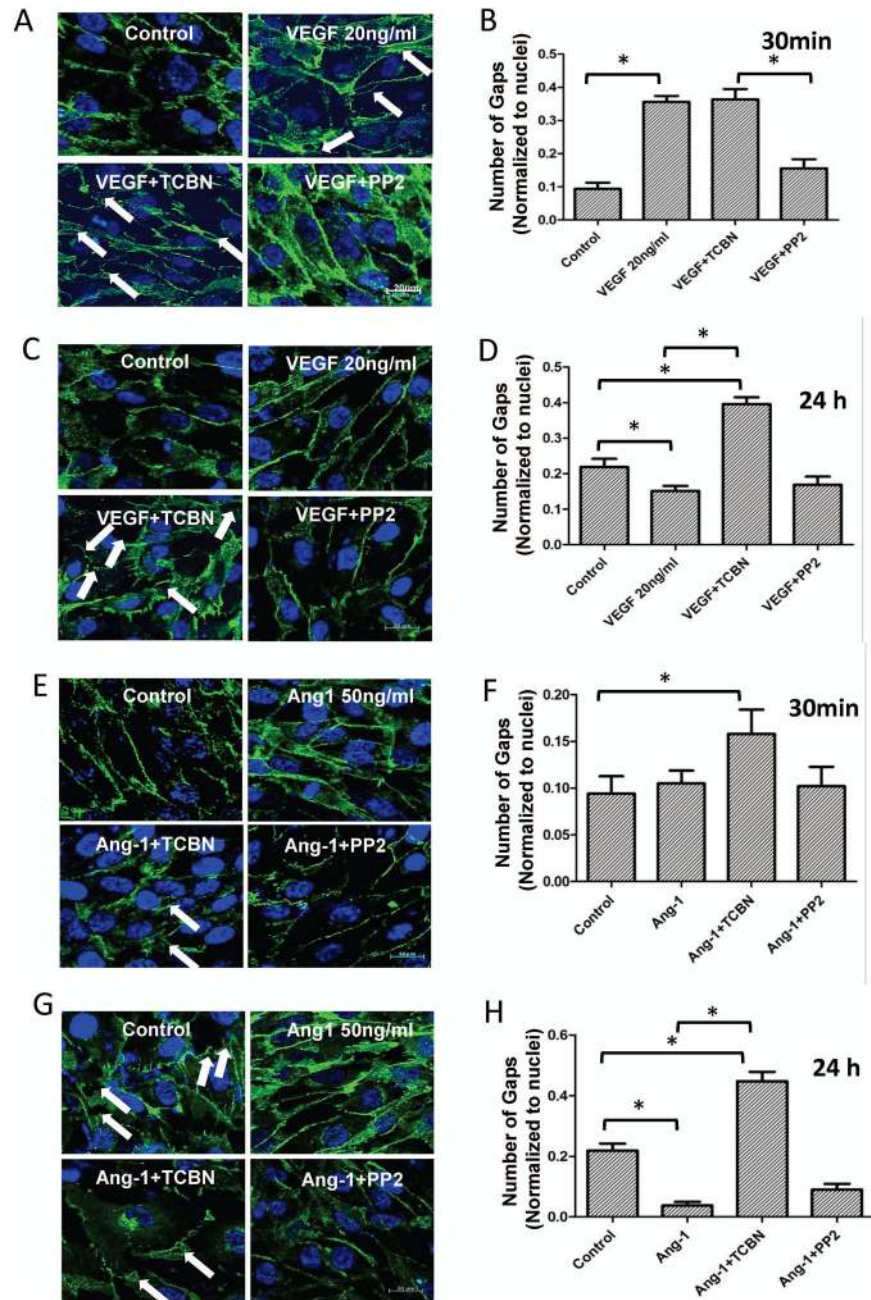 A
Control
VEGF 20ng/ml
VEGF+TCBN
VEGF+PP2
B
30min
Number of Gaps
(Normalized to nuclei)
0.5
0.4
0.3
0.2
0.1
0.0
*
*
Control
VEGF 20ng/ml
VEGF+TCBN
VEGF+PP2
C
Control
VEGF 20ng/ml
VEGF+TCBN
VEGF+PP2
D
24 h
Number of Gaps
(Normalized to nuclei)
0.5
0.4
0.3
0.2
0.1
0.0
*
*
*
Control
VEGF 20ng/ml
VEGF+TCBN
VEGF+PP2
E
Control
Ang1 50ng/ml
Ang-1+TCBN
Ang-1+PP2
F
30min
Number of Gaps
(Normalized to nuclei)
0.20
0.15
0.10
0.05
0.00
*
Control
Ang-1
Ang-1+TCBN
Ang-1+PP2
G
Control
Ang1 50ng/ml
Ang-1+TCBN
Ang-1+PP2
H
24 h
Number of Gaps
(Normalized to nuclei)
0.6
0.4
0.2
0.0
*
*
*
Control
Ang-1
Ang-1+TCBN
Ang-1+PP2